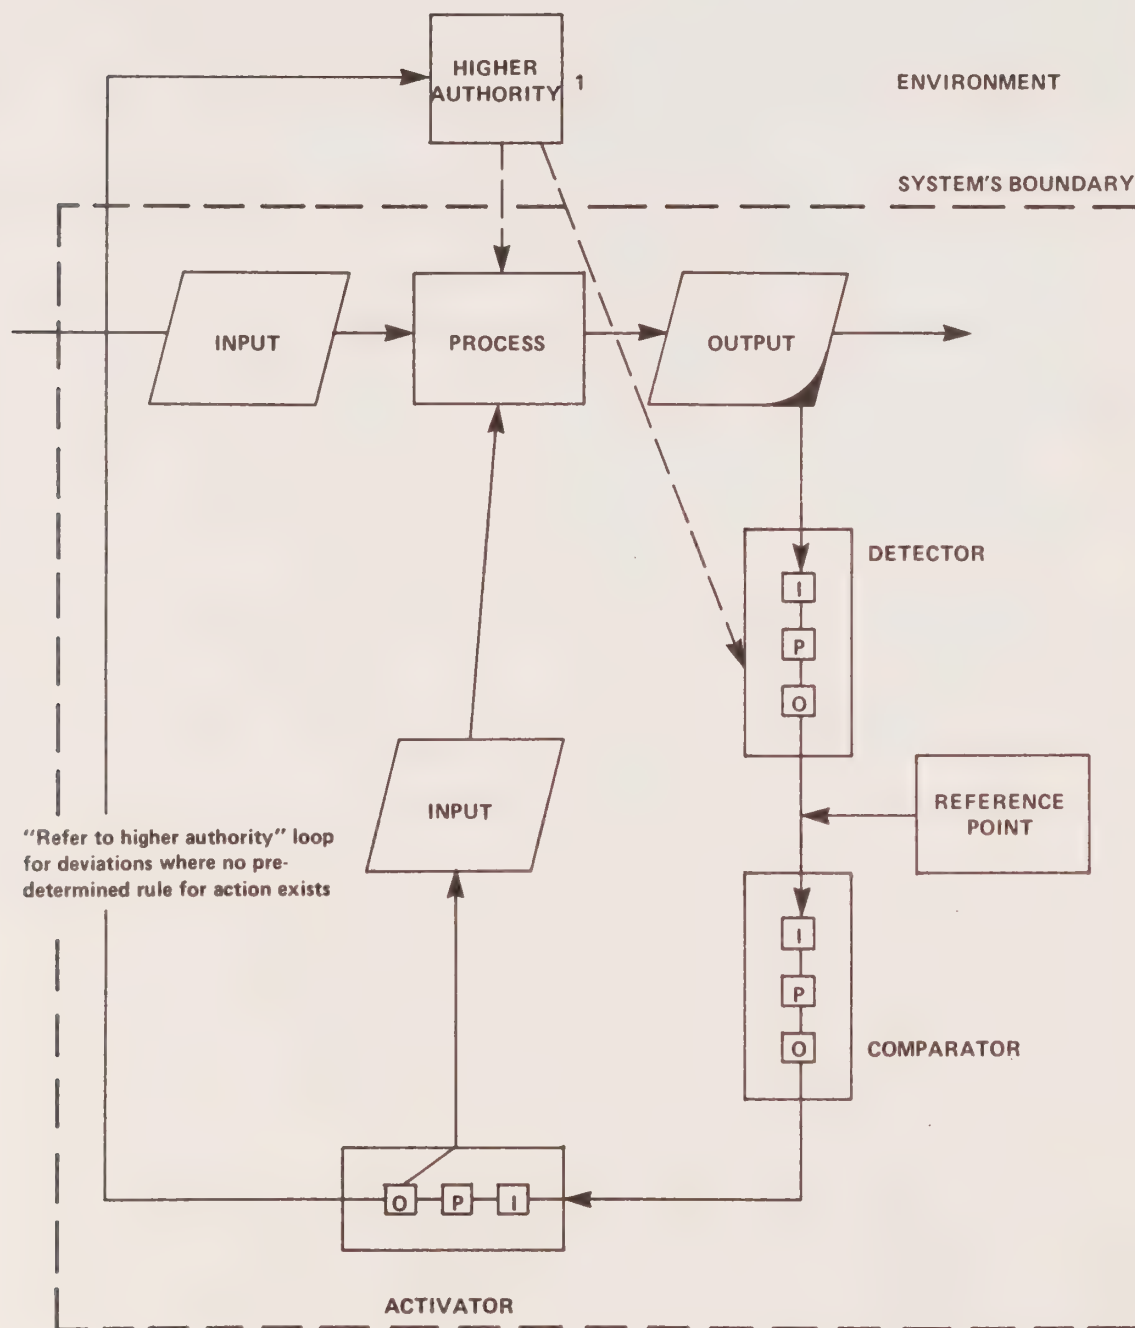 HIGHER
AUTHORITY
1
ENVIRONMENT
SYSTEM'S BOUNDARY
INPUT
PROCESS
OUTPUT
DETECTOR
I
P
O
REFERENCE
POINT
INPUT
"Refer to higher authority" loop
for deviations where no pre-
determined rule for action exists
I
P
O
COMPARATOR
O P I
ACTIVATOR